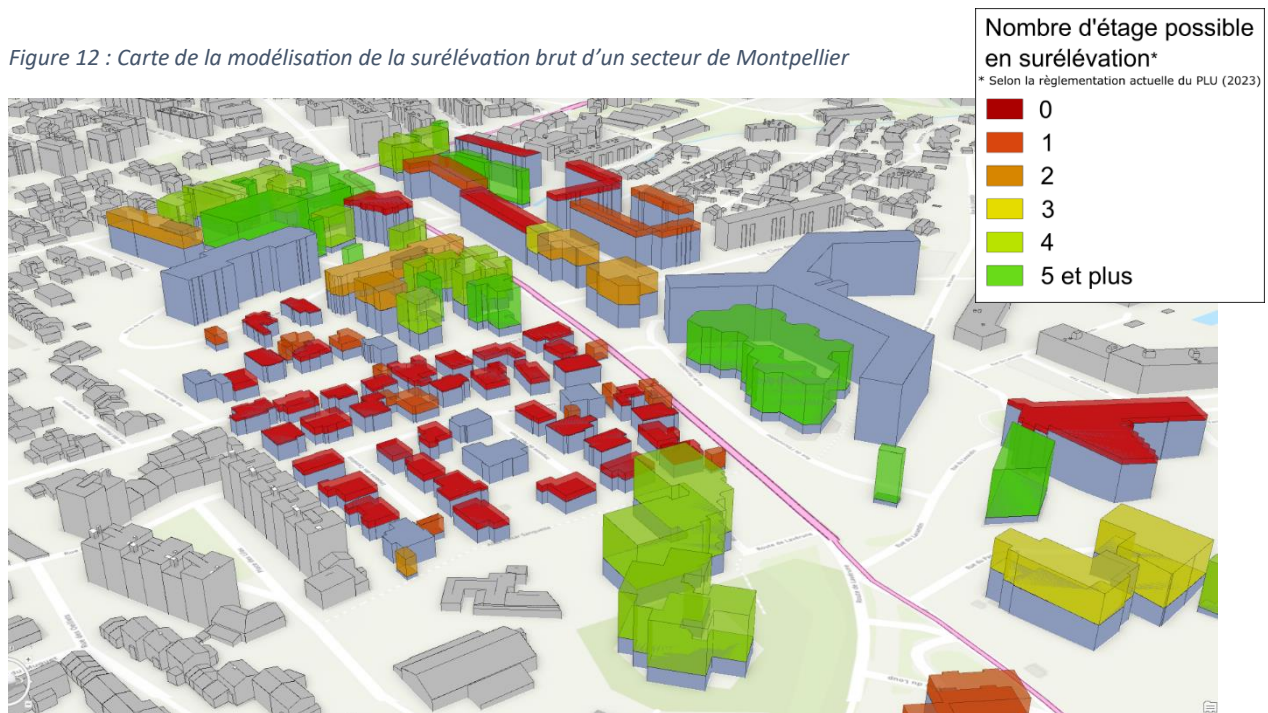 Figure 12 : Carte de la modélisation de la surélévation brut d'un secteur de Montpellier
Nombre d'étage possible
en surélévation*
* Selon la règlementation actuelle du PLU (2023)
0
1
2
3
4
5 et plus